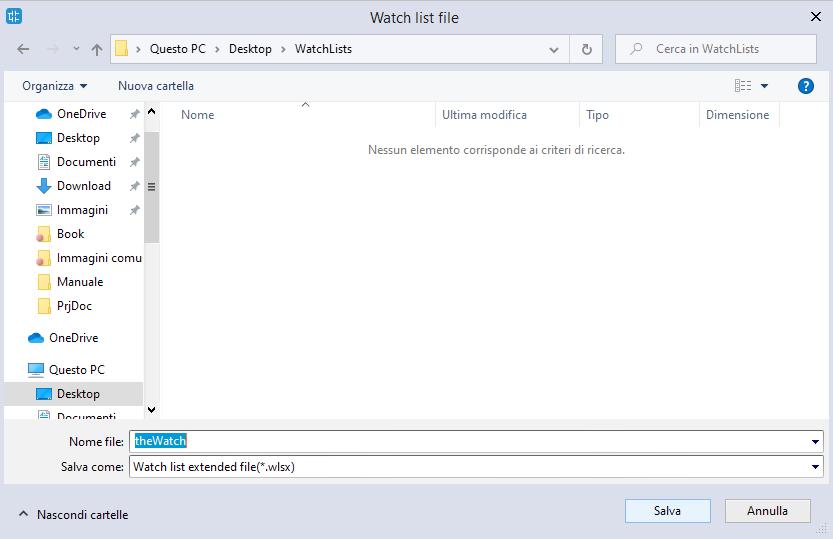 Watch list file
Questo PC Desktop WatchLists
Cerca in WatchLists
Organizza Nuova cartella
?
Nome Ultima modifica Tipo Dimensione
Nessun elemento corrisponde ai criteri di ricerca.
OneDrive
Desktop
Documenti
Download
Immagini
Book
Immagini comu
Manuale
PrjDoc
OneDrive
Questo PC
Desktop
Documenti
Nome file: theWatch
Salva come: Watch list extended file(*.wlsx)
Nascondi cartelle
Salva Annulla